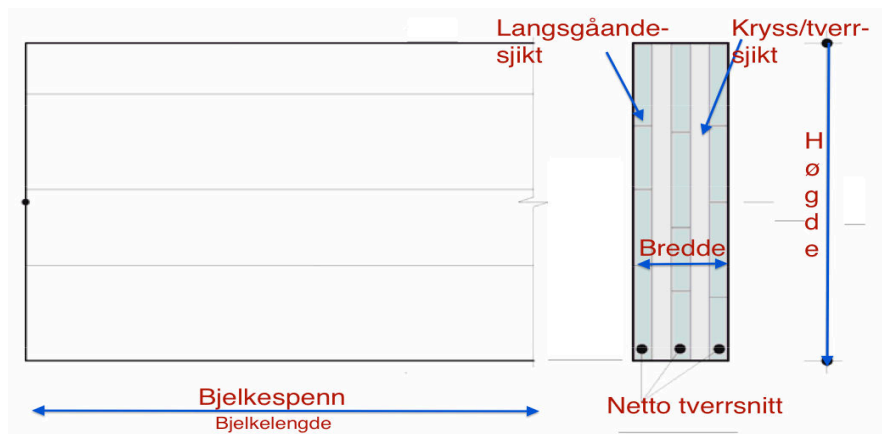 Langsgåande-
sjikt
Kryss/tverr-
sjikt
H
ø
g
d
e
Bredde
Bjelkespenn
Bjelkelengde
Netto tverrsnitt